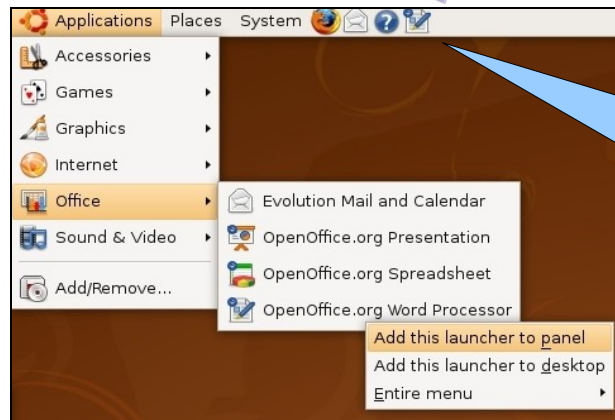 Applications Places System
Accessories
Games
Graphics
Internet
Office
Sound & Video
Add/Remove...
Evolution Mail and Calendar
OpenOffice.org Presentation
OpenOffice.org Spreadsheet
OpenOffice.org Word Processor
Add this launcher to panel
Add this launcher to desktop
Entire menu